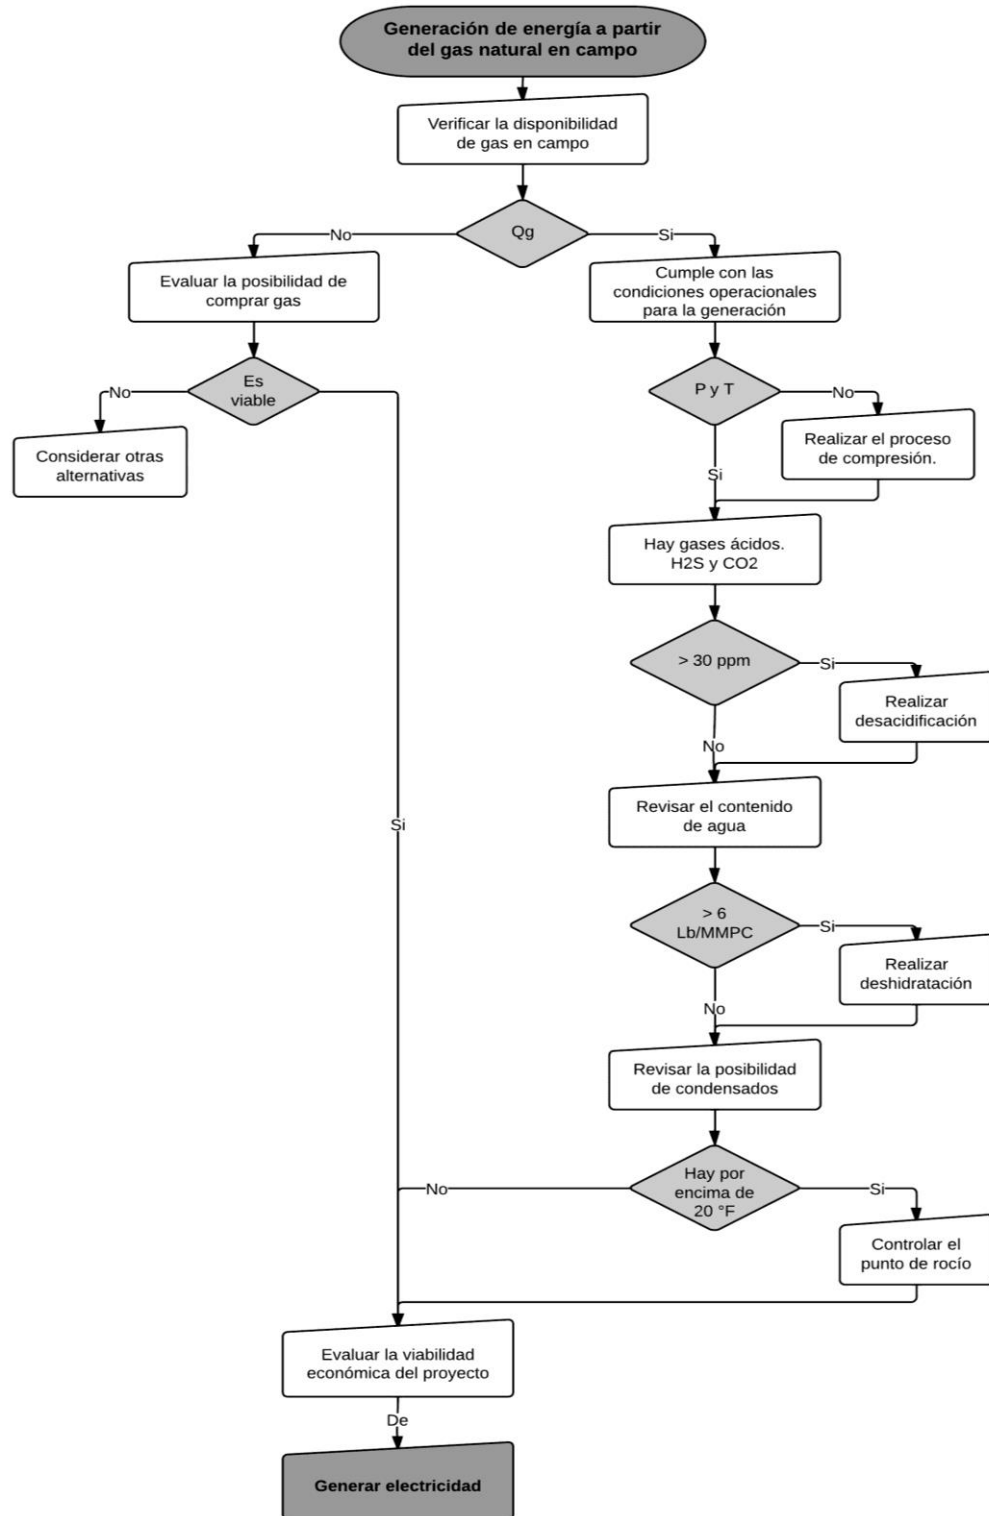 Generación de energía a partir
del gas natural en campo
Verificar la disponibilidad
de gas en campo
Qg
No
Si
Evaluar la posibilidad de
comprar gas
Cumple con las
condiciones operacionales
para la generación
Es
viable
No
P y T
No
Considerar otras
alternativas
Realizar el proceso
de compresión.
Si
Hay gases ácidos.
H2S y CO2
> 30 ppm
Si
Realizar
desacidificación
No
Revisar el contenido
de agua
Si
> 6
Lb/MMPC
Si
Realizar
deshidratación
No
Revisar la posibilidad
de condensados
Hay por
encima de
20 °F
No
Si
Controlar el
punto de rocío
Evaluar la viabilidad
económica del proyecto
De
Generar electricidad